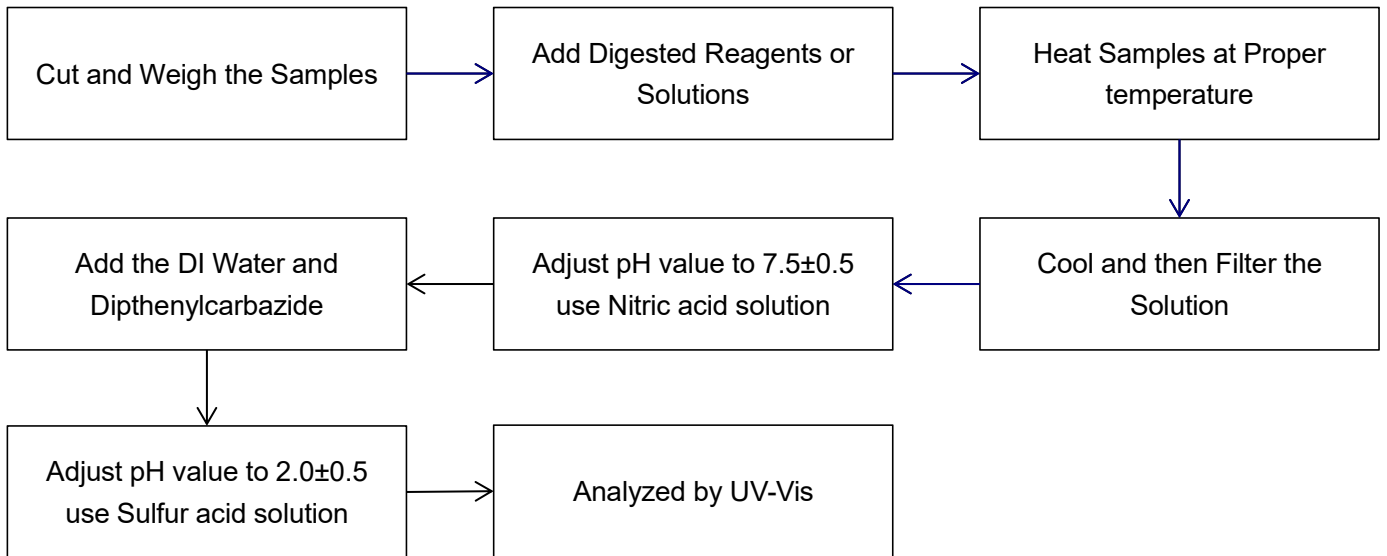 Cut and Weigh the Samples
Add Digested Reagents or
Solutions
Heat Samples at Proper
temperature
Cool and then Filter the
Solution
Adjust pH value to 7.5±0.5
use Nitric acid solution
Add the DI Water and
Dipthenylcarbazide
Adjust pH value to 2.0±0.5
use Sulfur acid solution
Analyzed by UV-Vis